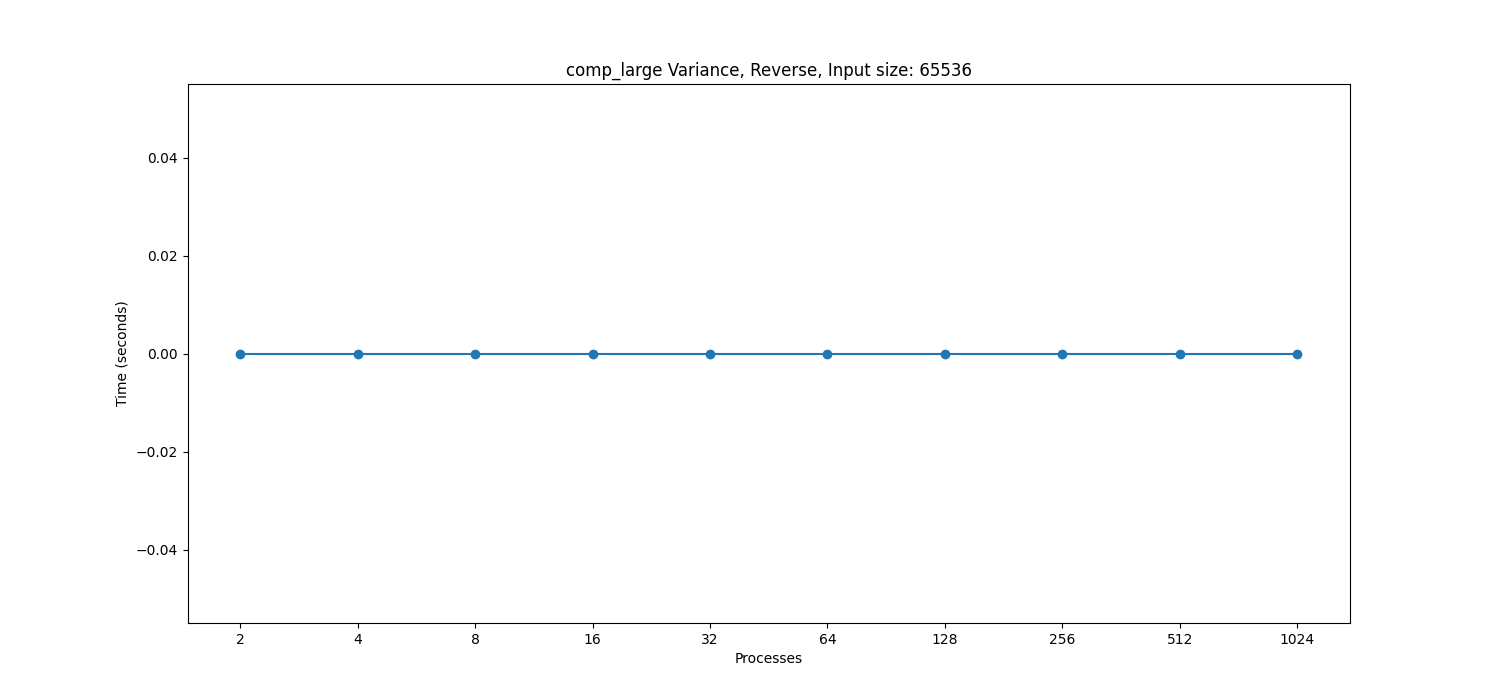 comp_large Variance, Reverse, Input size: 65536
0.04
0.02
0.00
−0.02
−0.04
Time (seconds)
2 4 8 16 32 64 128 256 512 1024
Processes